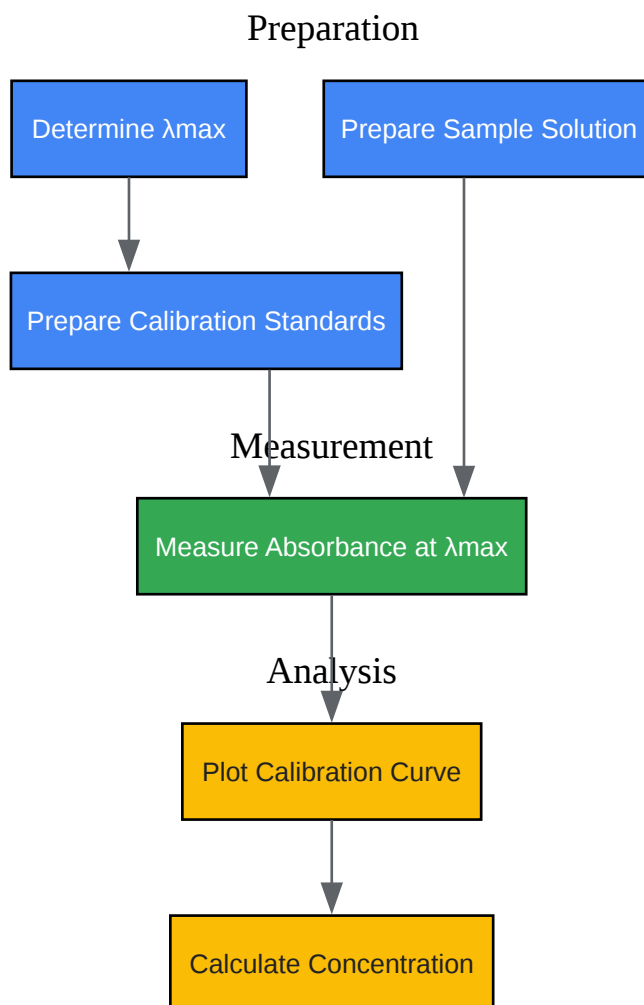 Preparation
Determine λmax
Prepare Sample Solution
Prepare Calibration Standards
Measurement
Measure Absorbance at λmax
Analysis
Plot Calibration Curve
Calculate Concentration